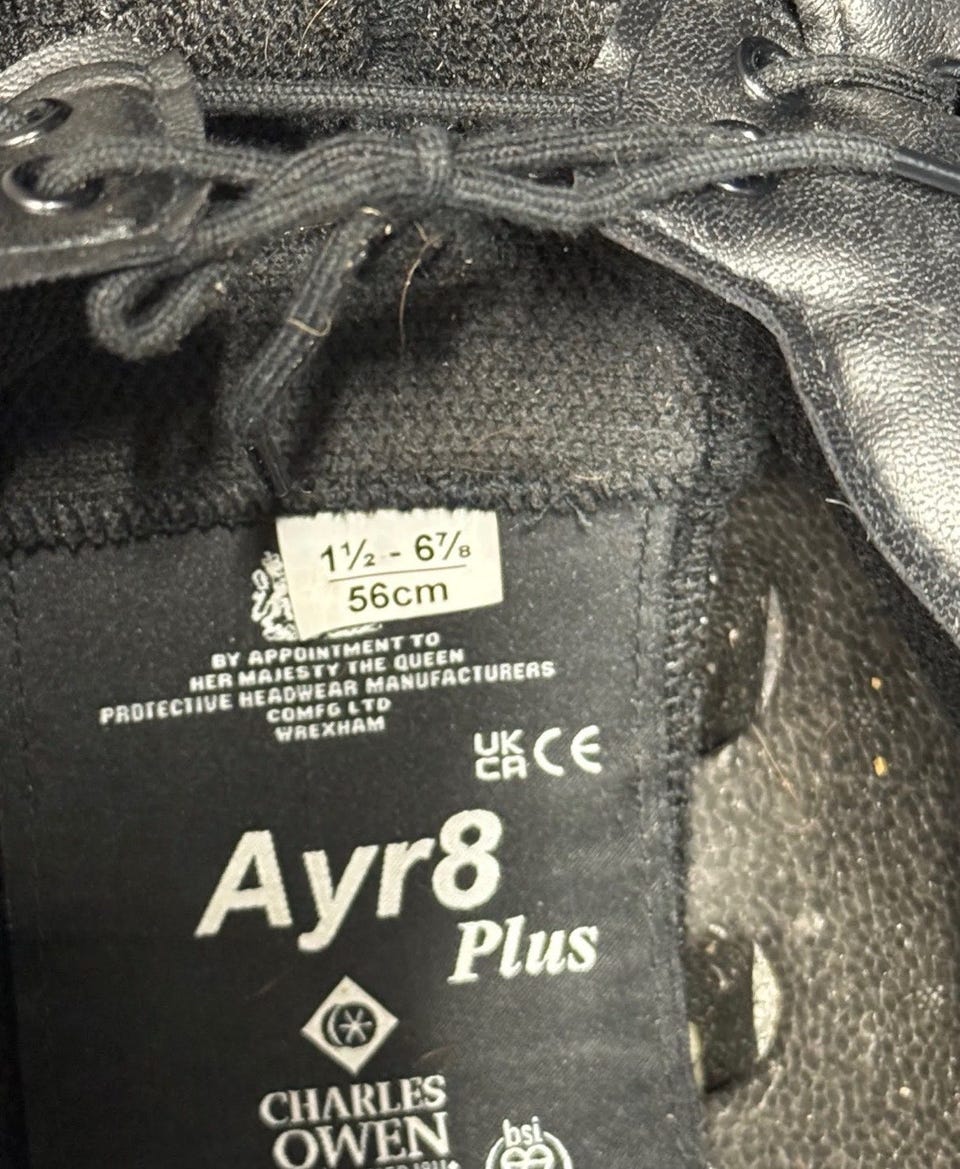 1½ - 6⅞
56cm
BY APPOINTMENT TO
HER MAJESTY THE QUEEN
PROTECTIVE HEADWEAR MANUFACTURERS
COMFG LTD
WREXHAM
UK
CA CE
Ayr8
Plus
CHARLES
OWEN
1911
bsi